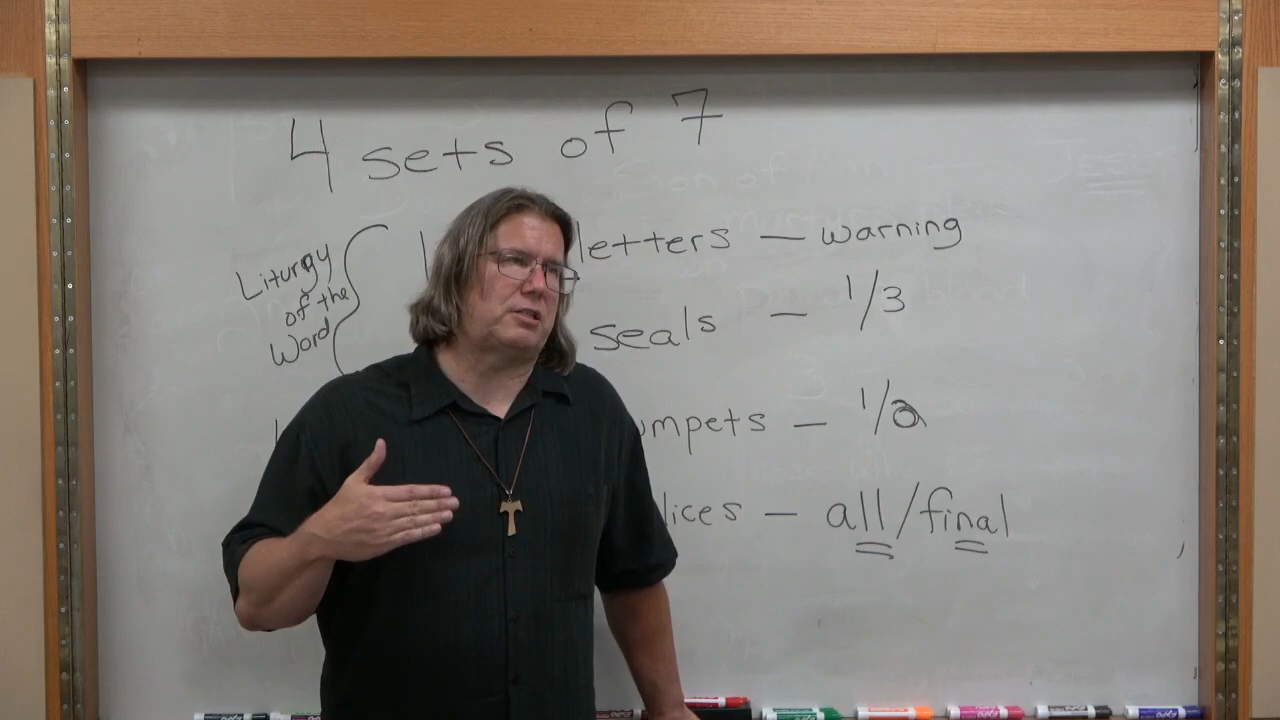 4 sets of 7
letters — warning
Liturgy
of the
Word
seals — 1/3
umpets — 1/2
lices — all/final